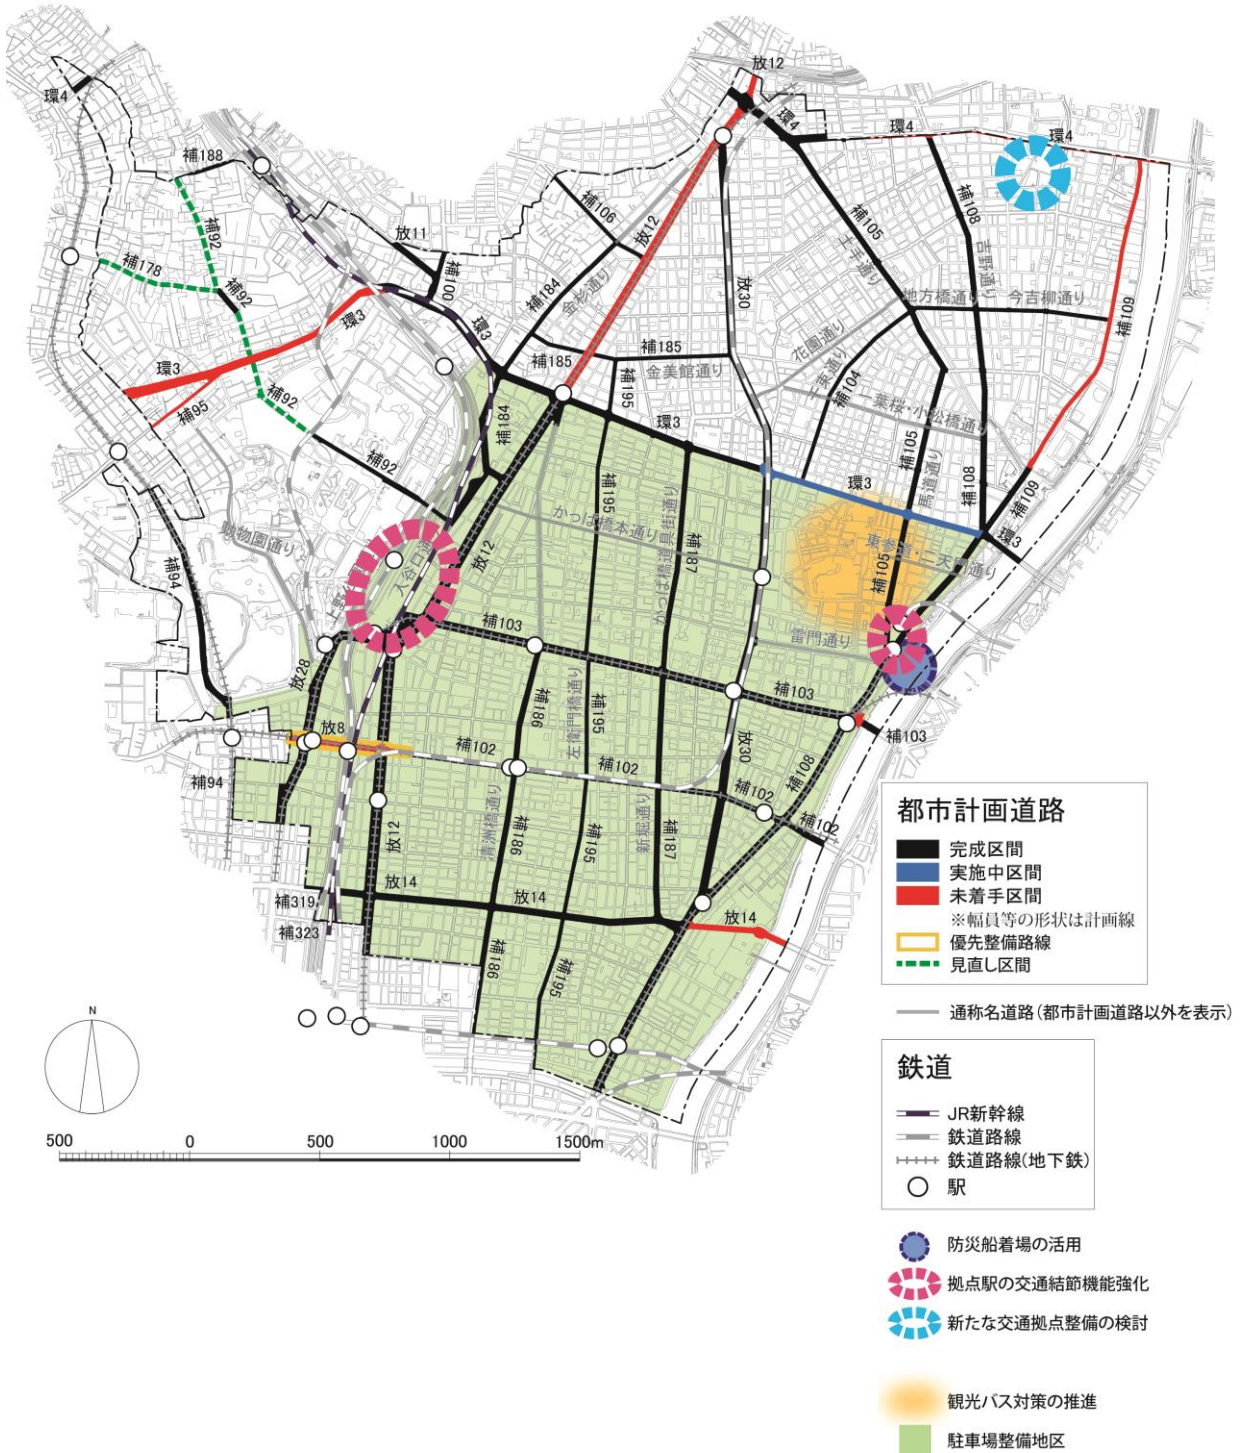 放12
環4
環4
環4
環4
補188
補92
補178
補92
放11
補100
環3
環3
環3
補95
補92
補92
補106
放12
補184
金杉通り
補185
補185
金美館通り
補195
環3
放30
補105
土手通り
補108
吉野通り
地方橋通り
今吉柳通り
補109
花園通り
補104
一葉桜・小松橋通り
補105
馬道通り
補108
補109
環3
環3
補184
放12
動物園通り
補94
かっぱ橋本通り
補195
かっぱ橋道具街通り
補187
東参道・二天門通り
補105
雷門通り
補103
補103
補103
放28
放8
補94
補102
補102
補102
補102
補186
左衛門橋通り
補195
放30
補108
放12
清洲橋通り
補186
補195
新堀通り
補187
放14
放14
放14
補319
補323
補186
補195
N
500 0 500 1000 1500m
都市計画道路
完成区間
実施中区間
未着手区間
※幅員等の形状は計画線
優先整備路線
見直し区間
通称名道路(都市計画道路以外を表示)
鉄道
JR新幹線
鉄道路線
鉄道路線(地下鉄)
駅
防災船着場の活用
拠点駅の交通結節機能強化
新たな交通拠点整備の検討
観光バス対策の推進
駐車場整備地区